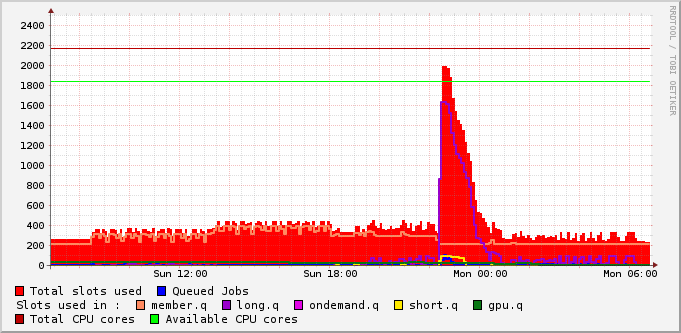 2400
2200
2000
1800
1600
1400
1200
1000
800
600
400
200
0
Sun 12:00 Sun 18:00 Mon 00:00 Mon 06:00
Total slots used Queued Jobs
Slots used in : member.q long.q ondemand.q short.q gpu.q
Total CPU cores Available CPU cores
RRDTOOL / TOBI OETIKER